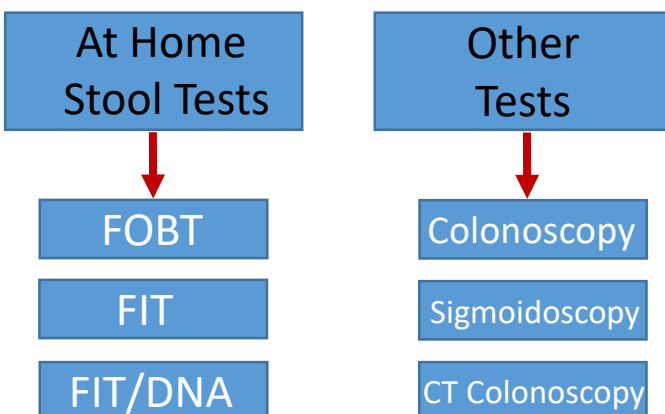 At Home
Stool Tests
FOBT
FIT
FIT/DNA
Other
Tests
Colonoscopy
Sigmoidoscopy
CT Colonoscopy